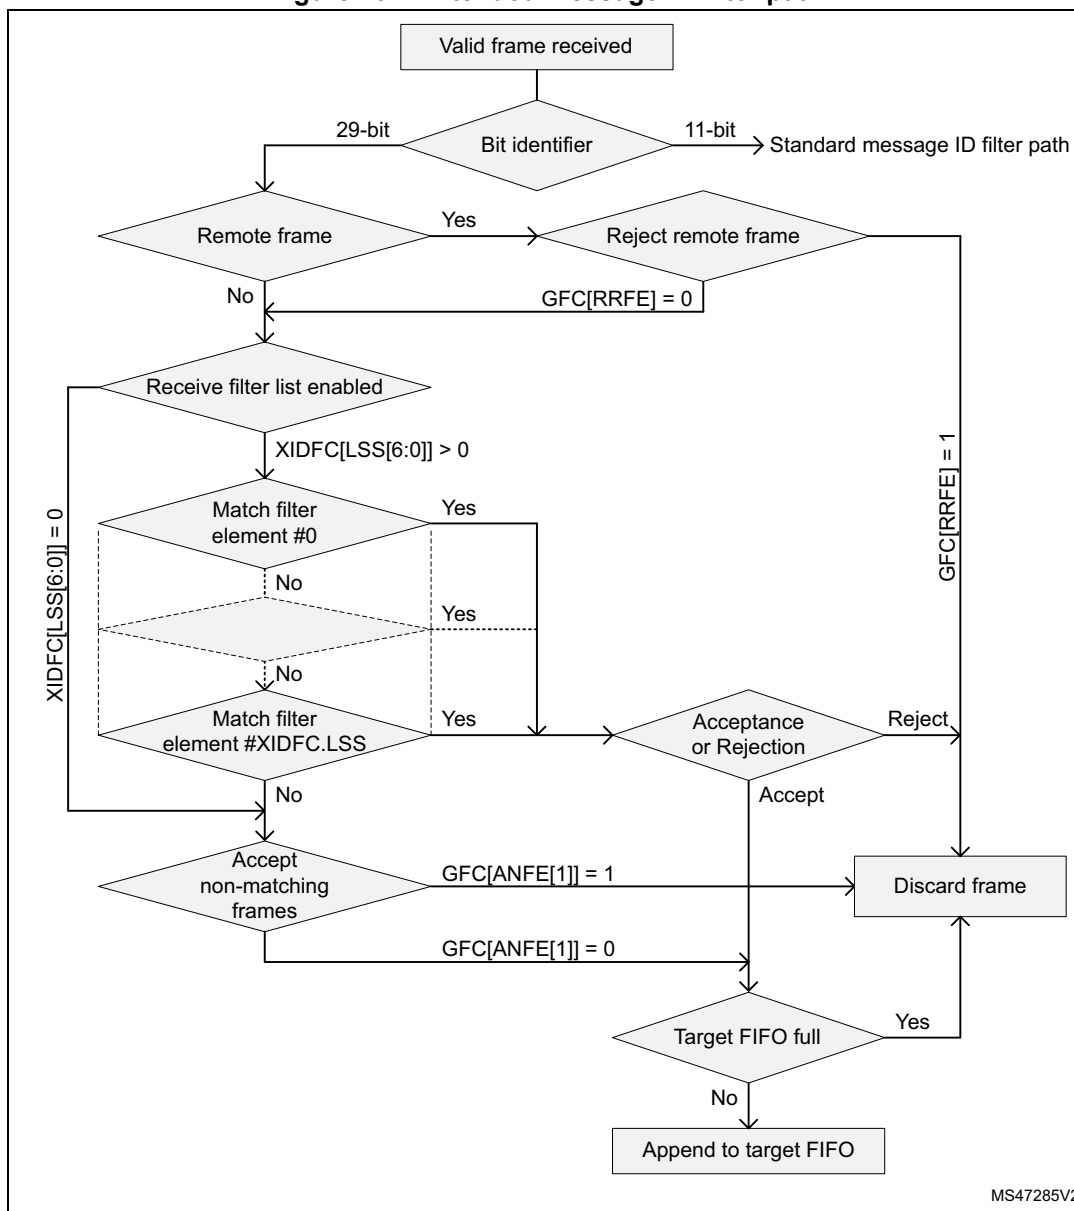 Valid frame received
29-bit
Bit identifier
11-bit
Standard message ID filter path
Remote frame
Yes
Reject remote frame
No
GFC[RRFE] = 0
Receive filter list enabled
XIDFC[LSS[6:0]] > 0
GFC[RRFE] = 1
XIDFC[LSS[6:0]] = 0
Match filter
element #0
Yes
No
Yes
No
Match filter
element #XIDFC.LSS
Yes
Acceptance
or Rejection
Reject
No
Accept
Accept
non-matching
frames
GFC[ANFE[1]] = 1
Discard frame
GFC[ANFE[1]] = 0
Target FIFO full
Yes
No
Append to target FIFO
MS47285V2